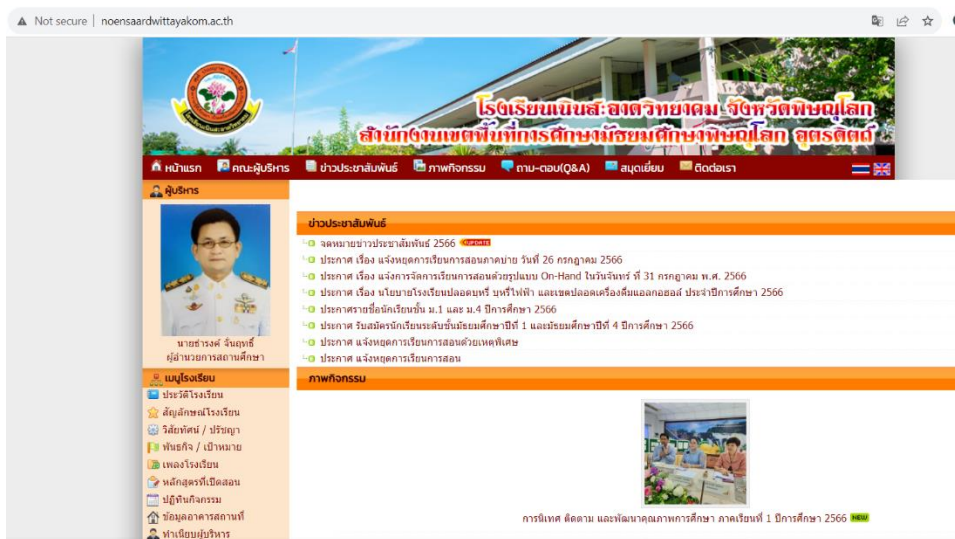 Not secure | noensaardwittayakom.ac.th
โรงเรียนเนินสะอาดวิทยาคม จังหวัดพิษณุโลก
สำนักงานเขตพื้นที่การศึกษามัธยมศึกษาพิษณุโลก อุตรดิตถ์
หน้าแรก คณะผู้บริหาร ข่าวประชาสัมพันธ์ ภาพกิจกรรม ถาม-ตอบ(Q&A) สมุดเยี่ยม ติดต่อเรา
ผู้บริหาร
นายธำรงค์ จั่นฤทธิ์
ผู้อำนวยการสถานศึกษา
เมนูโรงเรียน
ประวัติโรงเรียน
สัญลักษณ์โรงเรียน
วิสัยทัศน์ / ปรัชญา
พันธกิจ / เป้าหมาย
เพลงโรงเรียน
หลักสูตรที่เปิดสอน
ปฏิทินกิจกรรม
ข้อมูลอาคารสถานที่
ทำเนียบผู้บริหาร
ข่าวประชาสัมพันธ์
จดหมายข่าวประชาสัมพันธ์ 2566 UPDATE
ประกาศ เรื่อง แจ้งหยุดการเรียนการสอนภาคบ่าย วันที่ 26 กรกฎาคม 2566
ประกาศ เรื่อง แจ้งการจัดการเรียนการสอนด้วยรูปแบบ On-Hand ในวันจันทร์ ที่ 31 กรกฎาคม พ.ศ. 2566
ประกาศ เรื่อง นโยบายโรงเรียนปลอดบุหรี่ บุหรี่ไฟฟ้า และเขตปลอดเครื่องดื่มแอลกอฮอล์ ประจำปีการศึกษา 2566
ประกาศรายชื่อนักเรียนชั้น ม.1 และ ม.4 ปีการศึกษา 2566
ประกาศ รับสมัครนักเรียนระดับชั้นมัธยมศึกษาปีที่ 1 และมัธยมศึกษาปีที่ 4 ปีการศึกษา 2566
ประกาศ แจ้งหยุดการเรียนการสอนด้วยเหตุพิเศษ
ประกาศ แจ้งหยุดการเรียนการสอน
ภาพกิจกรรม
การนิเทศ ติดตาม และพัฒนาคุณภาพการศึกษา ภาคเรียนที่ 1 ปีการศึกษา 2566 NEW